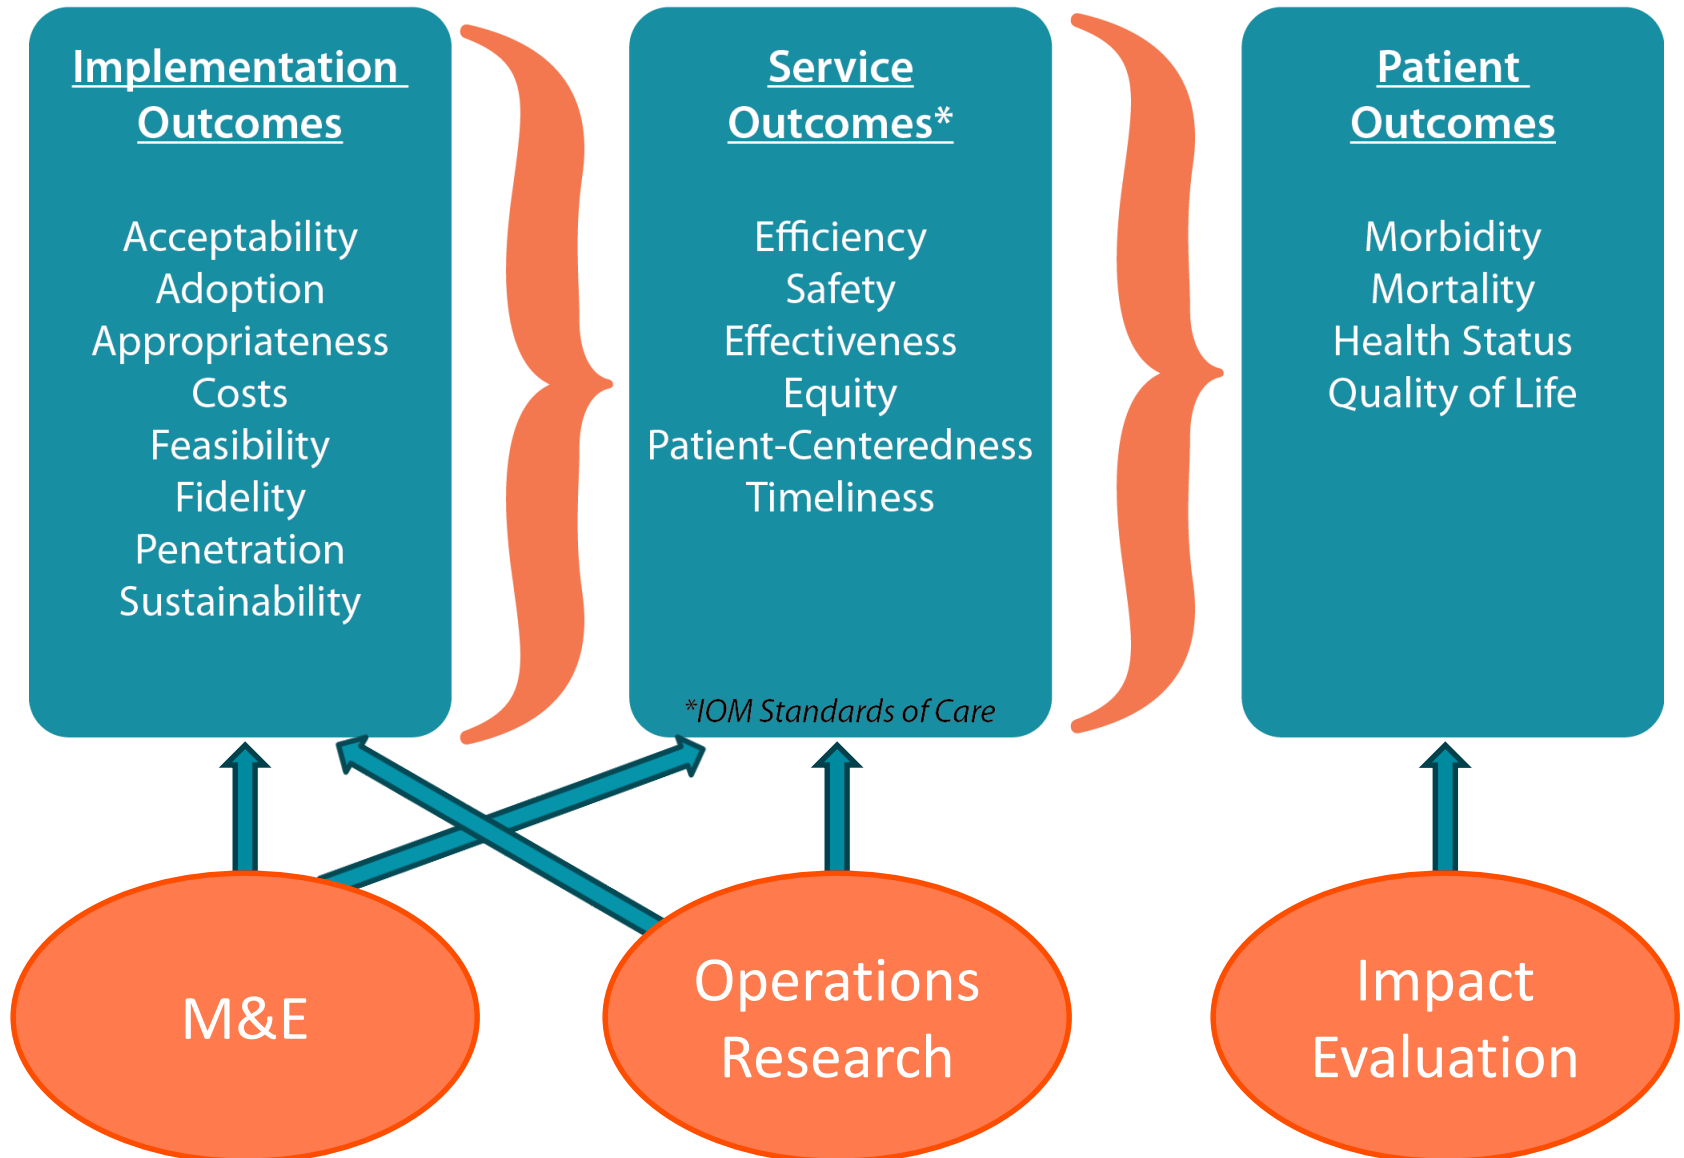 Implementation
Outcomes
Acceptability
Adoption
Appropriateness
Costs
Feasibility
Fidelity
Penetration
Sustainability
Service
Outcomes*
Efficiency
Safety
Effectiveness
Equity
Patient-Centeredness
Timeliness
*IOM Standards of Care
Patient
Outcomes
Morbidity
Mortality
Health Status
Quality of Life
M&E
Operations
Research
Impact
Evaluation